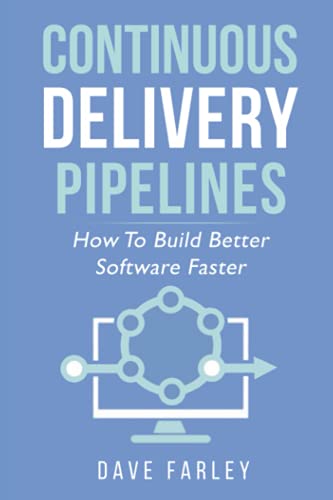 CONTINUOUS
DELIVERY
PIPELINES
How To Build Better
Software Faster
DAVE FARLEY